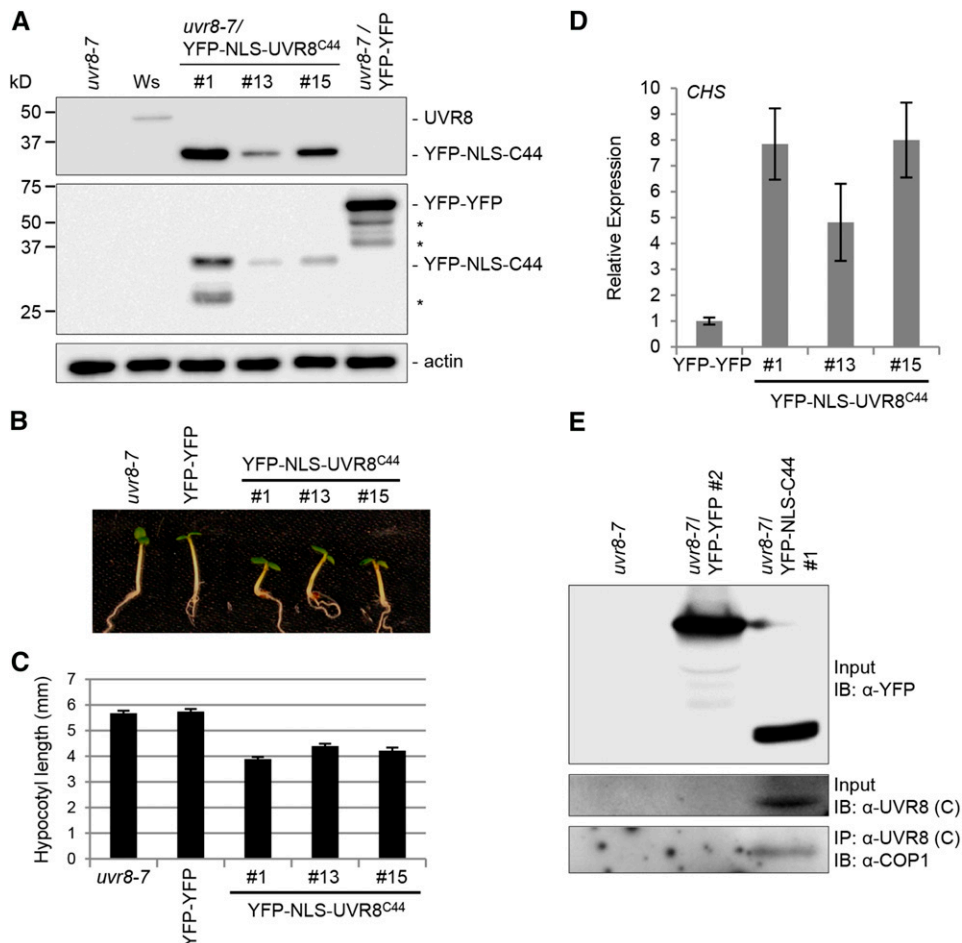 A
uvr8-7
Ws
uvr8-7/
YFP-NLS-UVR8C44
#1 #13 #15
uvr8-7 /
YFP-YFP
kD
50
37
- UVR8
- YFP-NLS-C44
75
50
37
25
- YFP-YFP
*
*
- YFP-NLS-C44
*
- actin
B
uvr8-7
YFP-YFP
YFP-NLS-UVR8C44
#1 #13 #15
C
Hypocotyl length (mm)
7
6
5
4
3
2
1
0
uvr8-7
YFP-YFP
#1 #13 #15
YFP-NLS-UVR8C44
D
CHS
Relative Expression
10
9
8
7
6
5
4
3
2
1
0
YFP-YFP #1 #13 #15
YFP-NLS-UVR8C44
E
uvr8-7
uvr8-7/
YFP-YFP #2
uvr8-7/
YFP-NLS-C44
#1
Input
IB: α-YFP
Input
IB: α-UVR8 (C)
IP: α-UVR8 (C)
IB: α-COP1